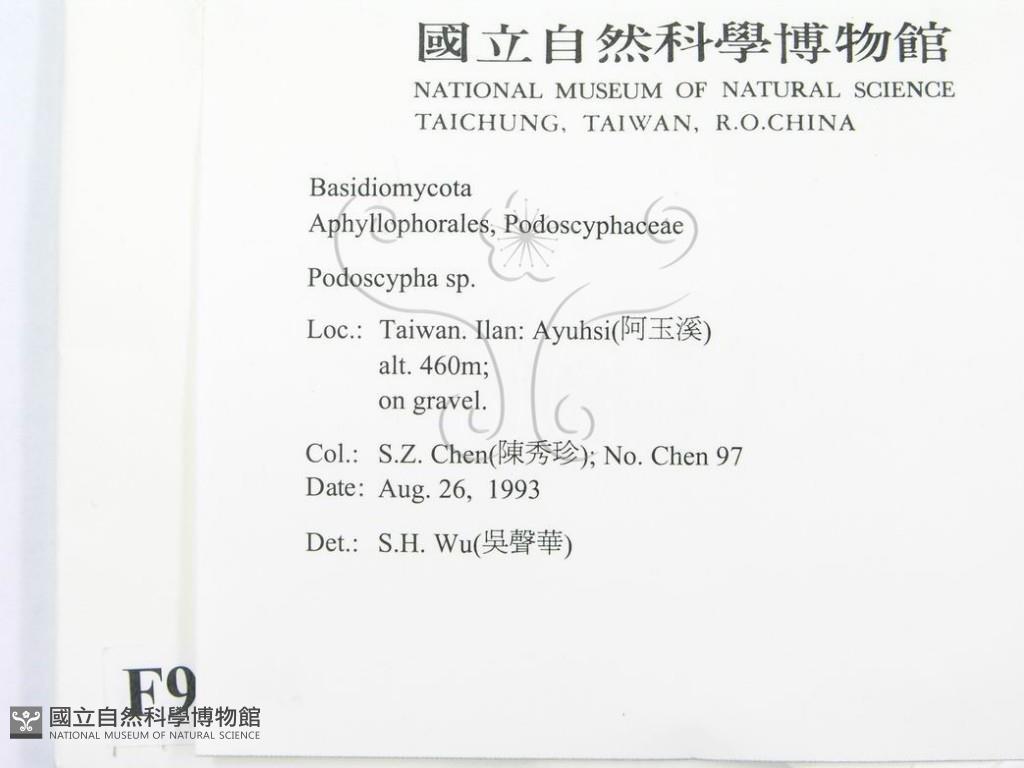 國立自然科學博物館
NATIONAL MUSEUM OF NATURAL SCIENCE
TAICHUNG, TAIWAN, R.O.CHINA
Basidiomycota
Aphyllophorales, Podoscyphaceae
Podoscypha sp.
Loc.: Taiwan. Ilan: Ayuhsi(阿玉溪)
alt. 460m;
on gravel.
Col.: S.Z. Chen(陳秀珍); No. Chen 97
Date: Aug. 26, 1993
Det.: S.H. Wu(吳聲華)
F9
國立自然科學博物館
NATIONAL MUSEUM OF NATURAL SCIENCE